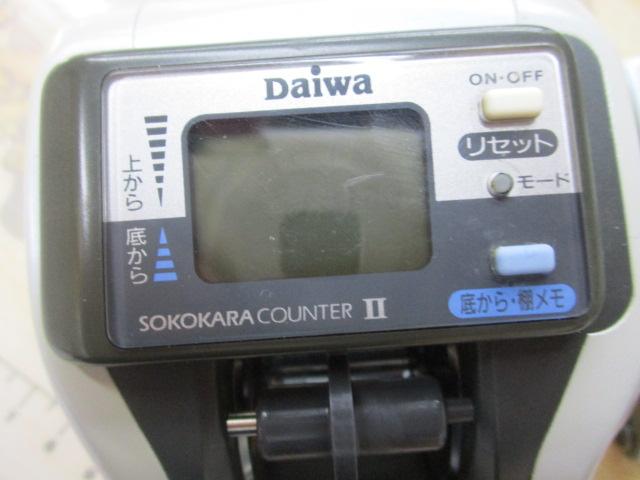 Daiwa
ON-OFF
リセット
モード
上から
底から
底から・棚メモ
SOKOKARA COUNTER II